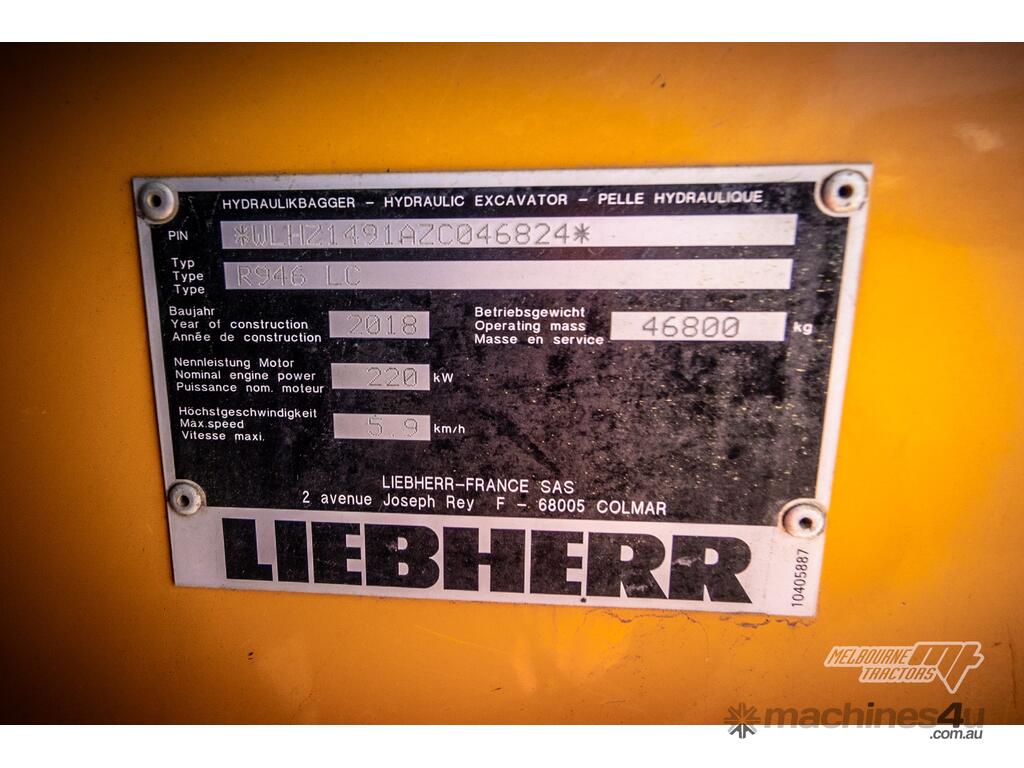 HYDRAULIKBAGGER - HYDRAULIC EXCAVATOR - PELLE HYDRAULIQUE
PIN *WLHZ1491AZC046824*
Typ
Type
Type
R946 LC
Baujahr
Year of construction
Année de construction
2018
Betriebsgewicht
Operating mass
Masse en service
46800 kg
Nennleistung Motor
Nominal engine power
Puissance nom. moteur
220 kW
Höchstgeschwindigkeit
Max.speed
Vitesse maxi.
5.9 km/h
LIEBHERR-FRANCE SAS
2 avenue Joseph Rey F - 68005 COLMAR
LIEBHERR
10405887
MELBOURNE
TRACTORS
MT
machines4u
.com.au